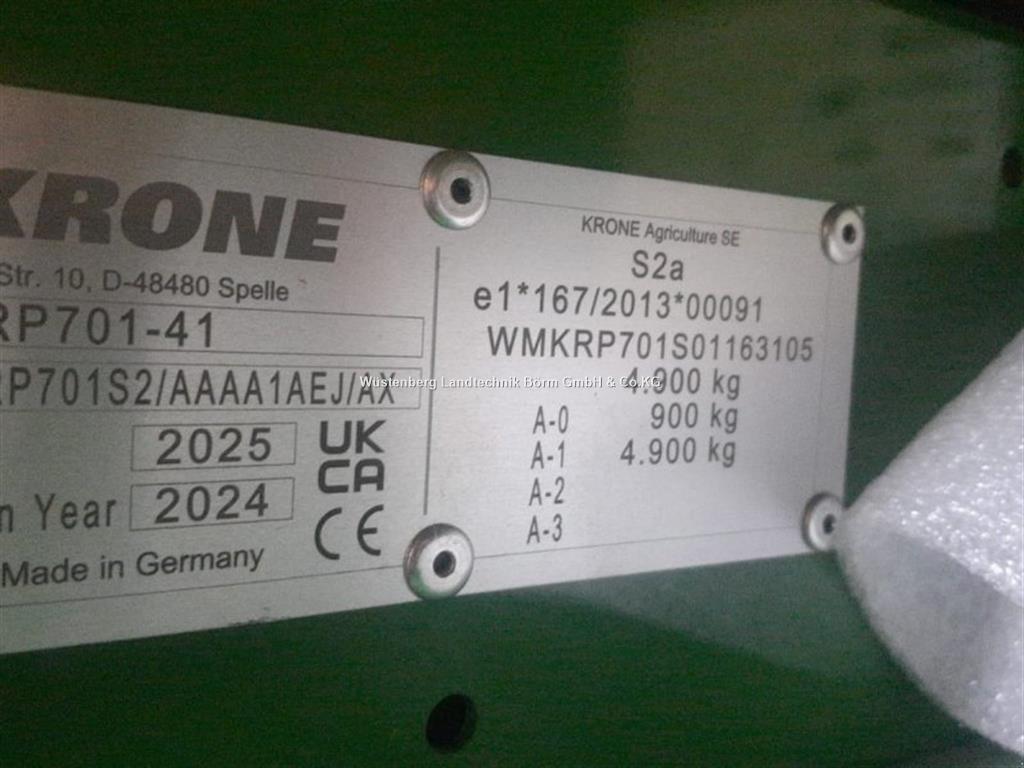 KRONE
Str. 10, D-48480 Spelle
RP701-41
RP701S2/AAAA1AEJ/AX
2025
UK
CA
n Year 2024
CE
Made in Germany
KRONE Agriculture SE
S2a
e1*167/2013*00091
WMKRP701S01163105
4.900 kg
A-0 900 kg
A-1 4.900 kg
A-2
A-3
Wüstenberg Landtechnik Börm GmbH & Co.KG